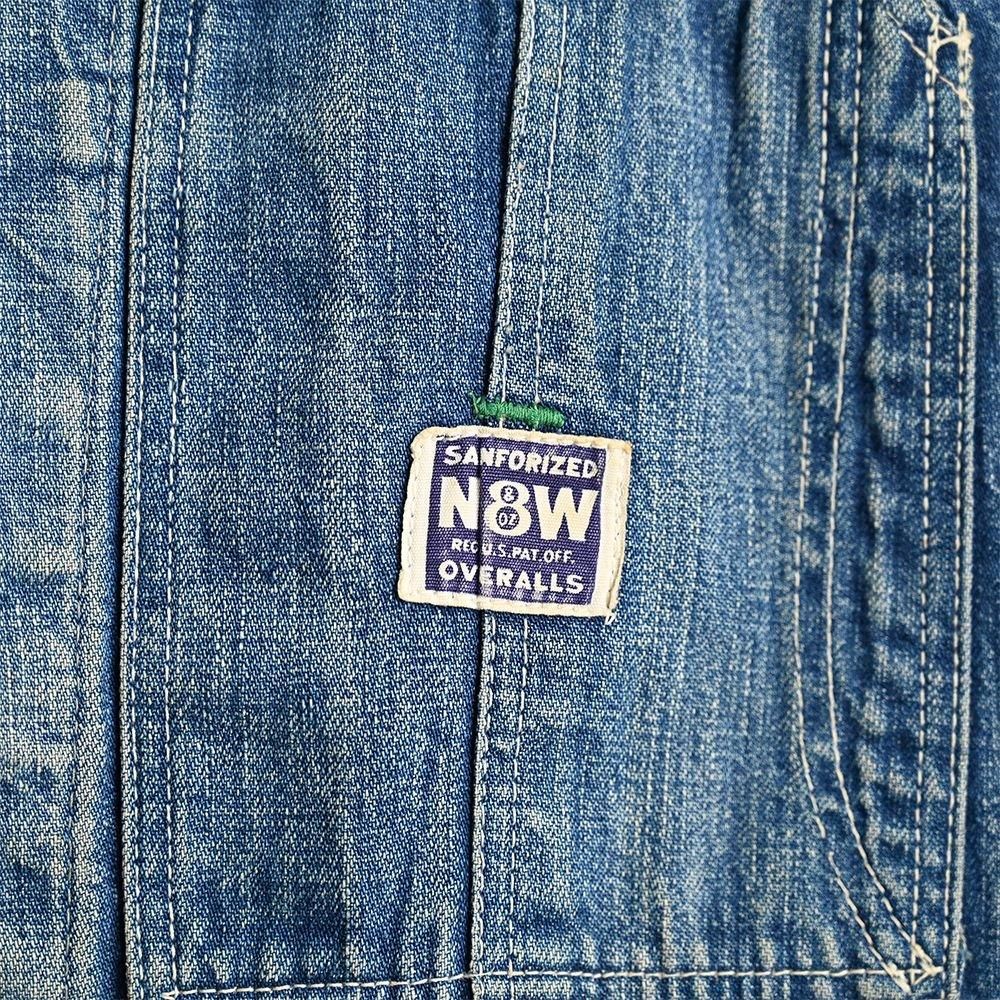 SANFORIZED
N8W
8
OZ
REG.U.S.PAT.OFF.
OVERALLS